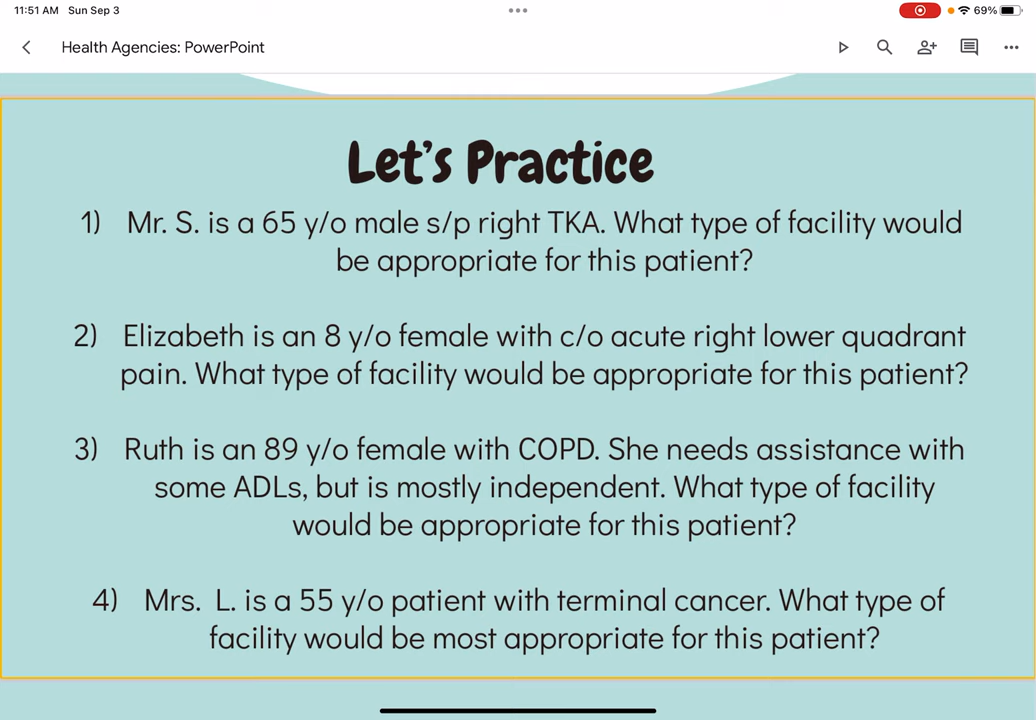 11:51 AM Sun Sep 3
69%
Health Agencies: PowerPoint
Let's Practice
1) Mr. S. is a 65 y/o male s/p right TKA. What type of facility would
be appropriate for this patient?
2) Elizabeth is an 8 y/o female with c/o acute right lower quadrant
pain. What type of facility would be appropriate for this patient?
3) Ruth is an 89 y/o female with COPD. She needs assistance with
some ADLs, but is mostly independent. What type of facility
would be appropriate for this patient?
4) Mrs. L. is a 55 y/o patient with terminal cancer. What type of
facility would be most appropriate for this patient?